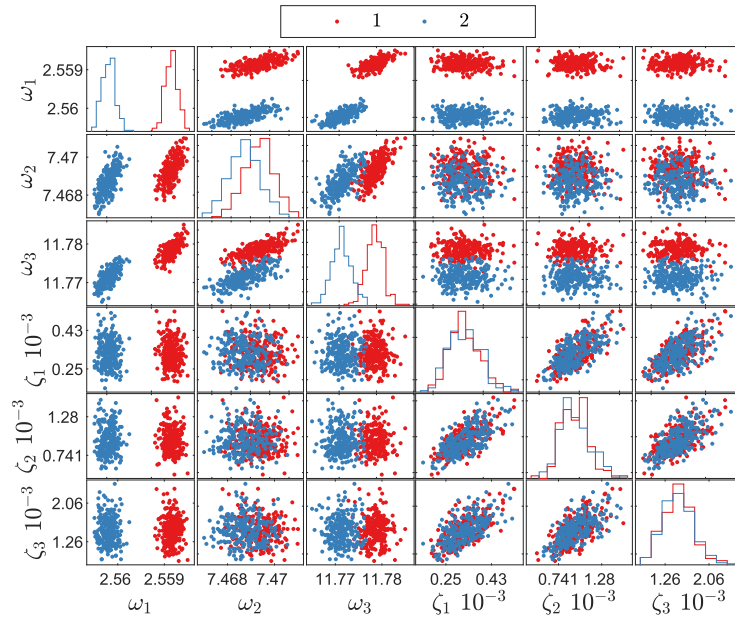 1 2
ω₁ 2.559
2.56
ω₂ 7.47
7.468
ω₃ 11.78
11.77
ζ₁ 10⁻³ 0.43
0.25
ζ₂ 10⁻³ 1.28
0.741
ζ₃ 10⁻³ 2.06
1.26
2.56 2.559 7.468 7.47 11.77 11.78 0.25 0.43 0.741 1.28 1.26 2.06
ω₁ ω₂ ω₃ ζ₁ 10⁻³ ζ₂ 10⁻³ ζ₃ 10⁻³